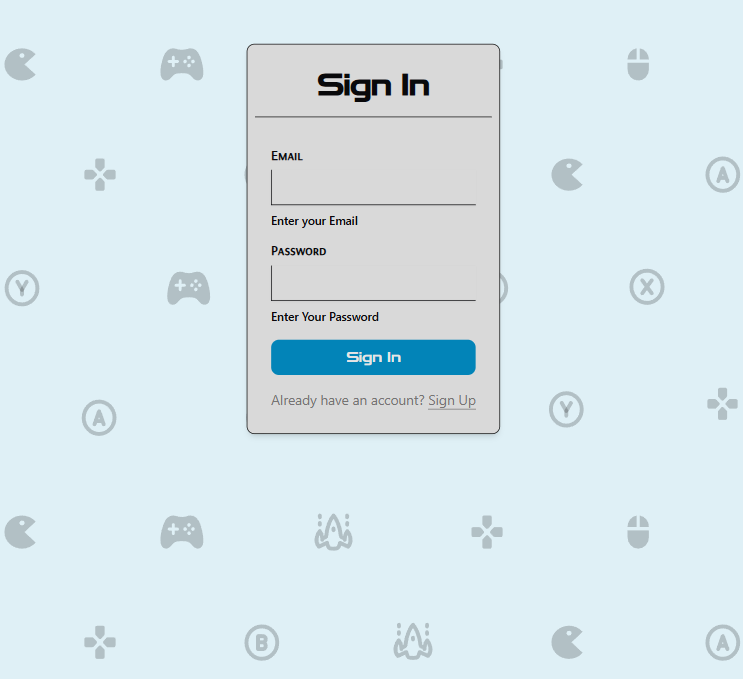 Sign In
Email
Enter your Email
Password
Enter Your Password
Sign In
Already have an account? Sign Up
A
Y
X
A
Y
B
A